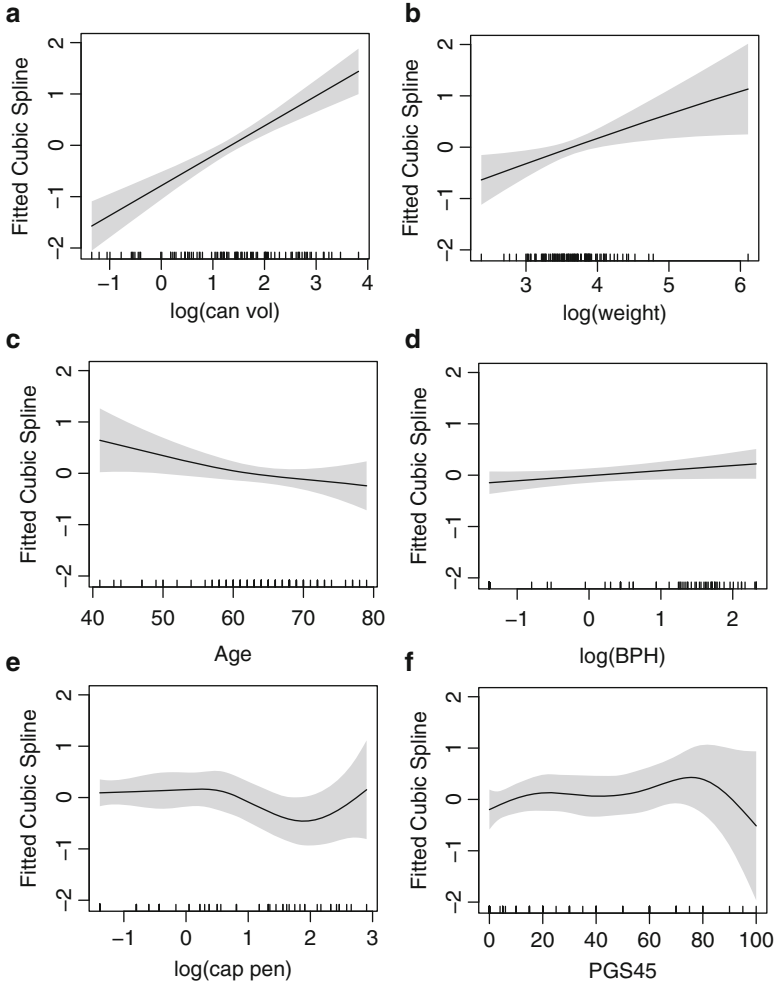 a
2
1
0
−1
−2
Fitted Cubic Spline
−1 0 1 2 3 4
log(can vol)
b
2
1
0
−1
−2
Fitted Cubic Spline
3 4 5 6
log(weight)
c
2
1
0
−1
−2
Fitted Cubic Spline
40 50 60 70 80
Age
d
2
1
0
−1
−2
Fitted Cubic Spline
−1 0 1 2
log(BPH)
e
2
1
0
−1
−2
Fitted Cubic Spline
−1 0 1 2 3
log(cap pen)
f
2
1
0
−1
−2
Fitted Cubic Spline
0 20 40 60 80 100
PGS45